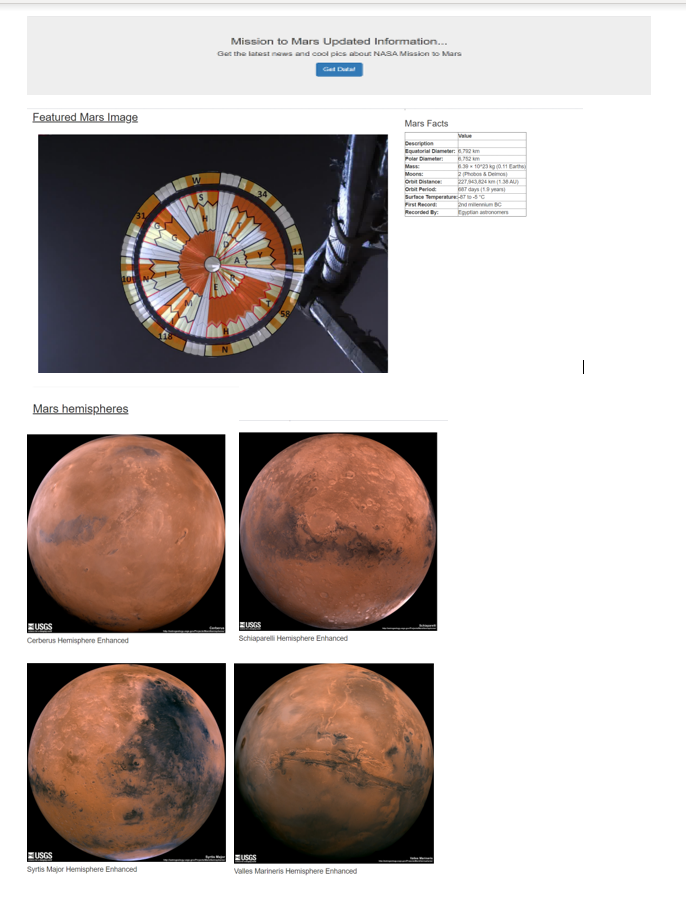 Mission to Mars Updated Information...
Get the latest news and cool pics about NASA Mission to Mars
Get Data!
Featured Mars Image
W
34
11
58
N
118
10
31
S
T
Y
T
H
M
N
G
H
G
D
A
R
E
I
Mars Facts
Value
Description
Equatorial Diameter: 6,792 km
Polar Diameter: 6,752 km
Mass: 6.39 × 10^23 kg (0.11 Earths)
Moons: 2 (Phobos & Deimos)
Orbit Distance: 227,943,824 km (1.38 AU)
Orbit Period: 687 days (1.9 years)
Surface Temperature: -87 to -5 °C
First Record: 2nd millennium BC
Recorded By: Egyptian astronomers
Mars hemispheres
USGS
Cerberus
Cerberus Hemisphere Enhanced
USGS
Schiaparelli
Schiaparelli Hemisphere Enhanced
USGS
Syrtis Major
Syrtis Major Hemisphere Enhanced
USGS
Valles Marineris
Valles Marineris Hemisphere Enhanced